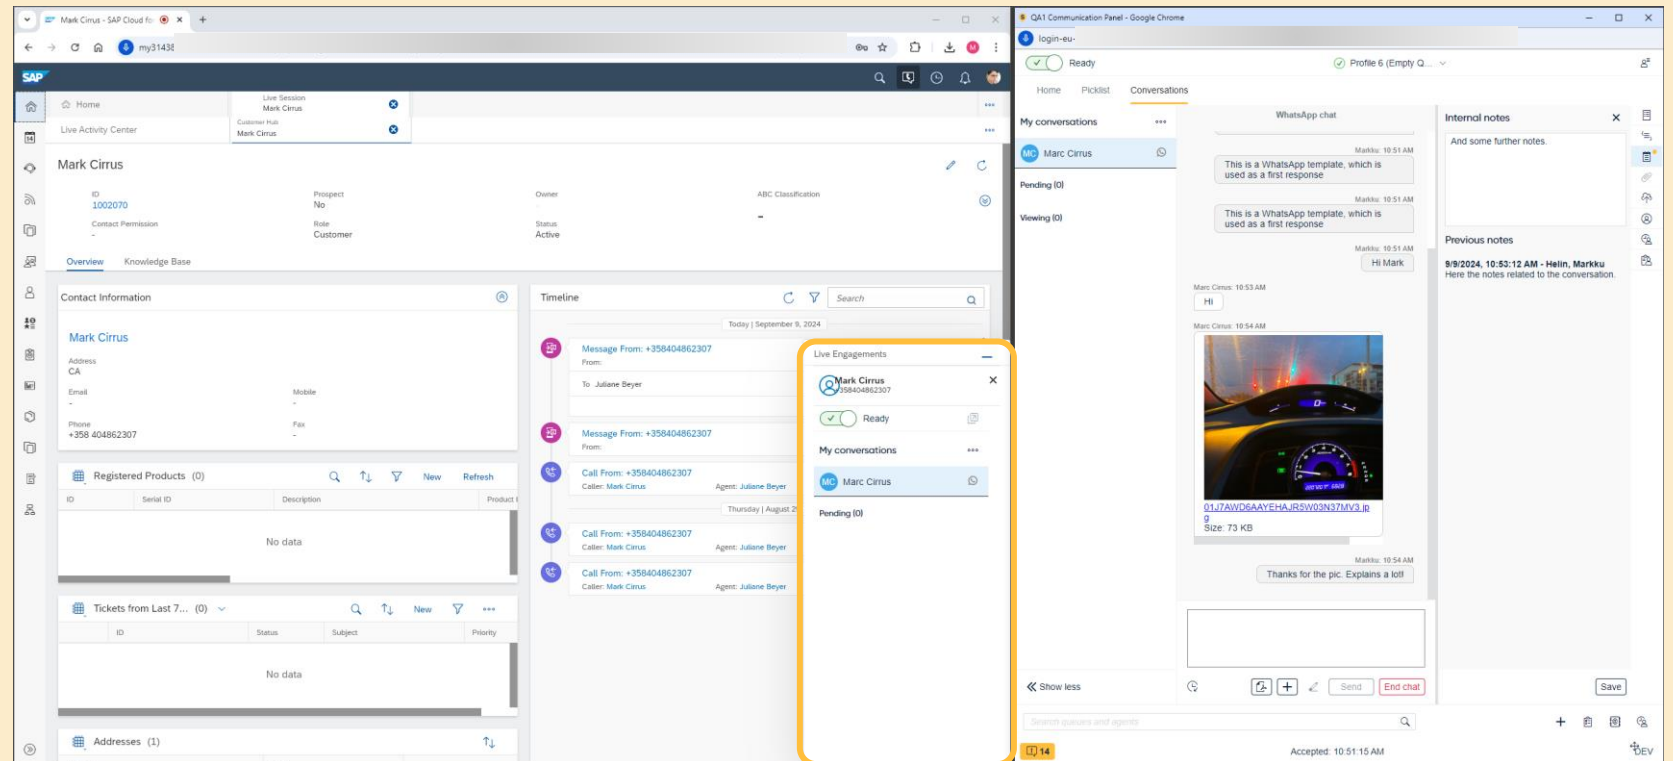 Mark Cirrus - SAP Cloud fo
my31438
SAP
Home
Live Session
Mark Cirrus
Live Activity Center
Customer Hub
Mark Cirrus
14
Mark Cirrus
ID
1002070
Prospect
No
Owner
ABC Classification
-
Contact Permission
-
Role
Customer
Status
Active
Overview
Knowledge Base
Contact Information
Mark Cirrus
Address
CA
Email
-
Mobile
-
Phone
+358 404862307
Fax
-
Registered Products (0)
New
Refresh
ID
Serial ID
Description
Product I
No data
Tickets from Last 7... (0)
New
ID
Status
Subject
Priority
No data
Addresses (1)
Timeline
Search
Today | September 9, 2024
Message From: +358404862307
From:
To Juliane Beyer
Message From: +358404862307
From:
Call From: +358404862307
Caller: Mark Cirrus Agent: Juliane Beyer
Thursday | August 2
Call From: +358404862307
Caller: Mark Cirrus Agent: Juliane Beyer
Call From: +358404862307
Caller: Mark Cirrus Agent: Juliane Beyer
Live Engagements
Mark Cirrus
+358404862307
Ready
My conversations
MC Marc Cirrus
Pending (0)
QA1 Communication Panel - Google Chrome
login-eu-
Ready
Profile 6 (Empty Q...
Home
Picklist
Conversations
My conversations
MC Marc Cirrus
Pending (0)
Viewing (0)
Show less
WhatsApp chat
Markku: 10:51 AM
This is a WhatsApp template, which is
used as a first response
Markku: 10:51 AM
This is a WhatsApp template, which is
used as a first response
Markku: 10:51 AM
Hi Mark
Marc Cirrus: 10:53 AM
Hi
Marc Cirrus: 10:54 AM
01J7AWD6AAYEHAJR5W03N37MV3.jp
g
Size: 73 KB
Markku: 10:54 AM
Thanks for the pic. Explains a lot!
Send
End chat
Internal notes
And some further notes.
Previous notes
9/9/2024, 10:53:12 AM - Helin, Markku
Here the notes related to the conversation.
Save
Search queues and agents
14
Accepted: 10:51:15 AM
DEV